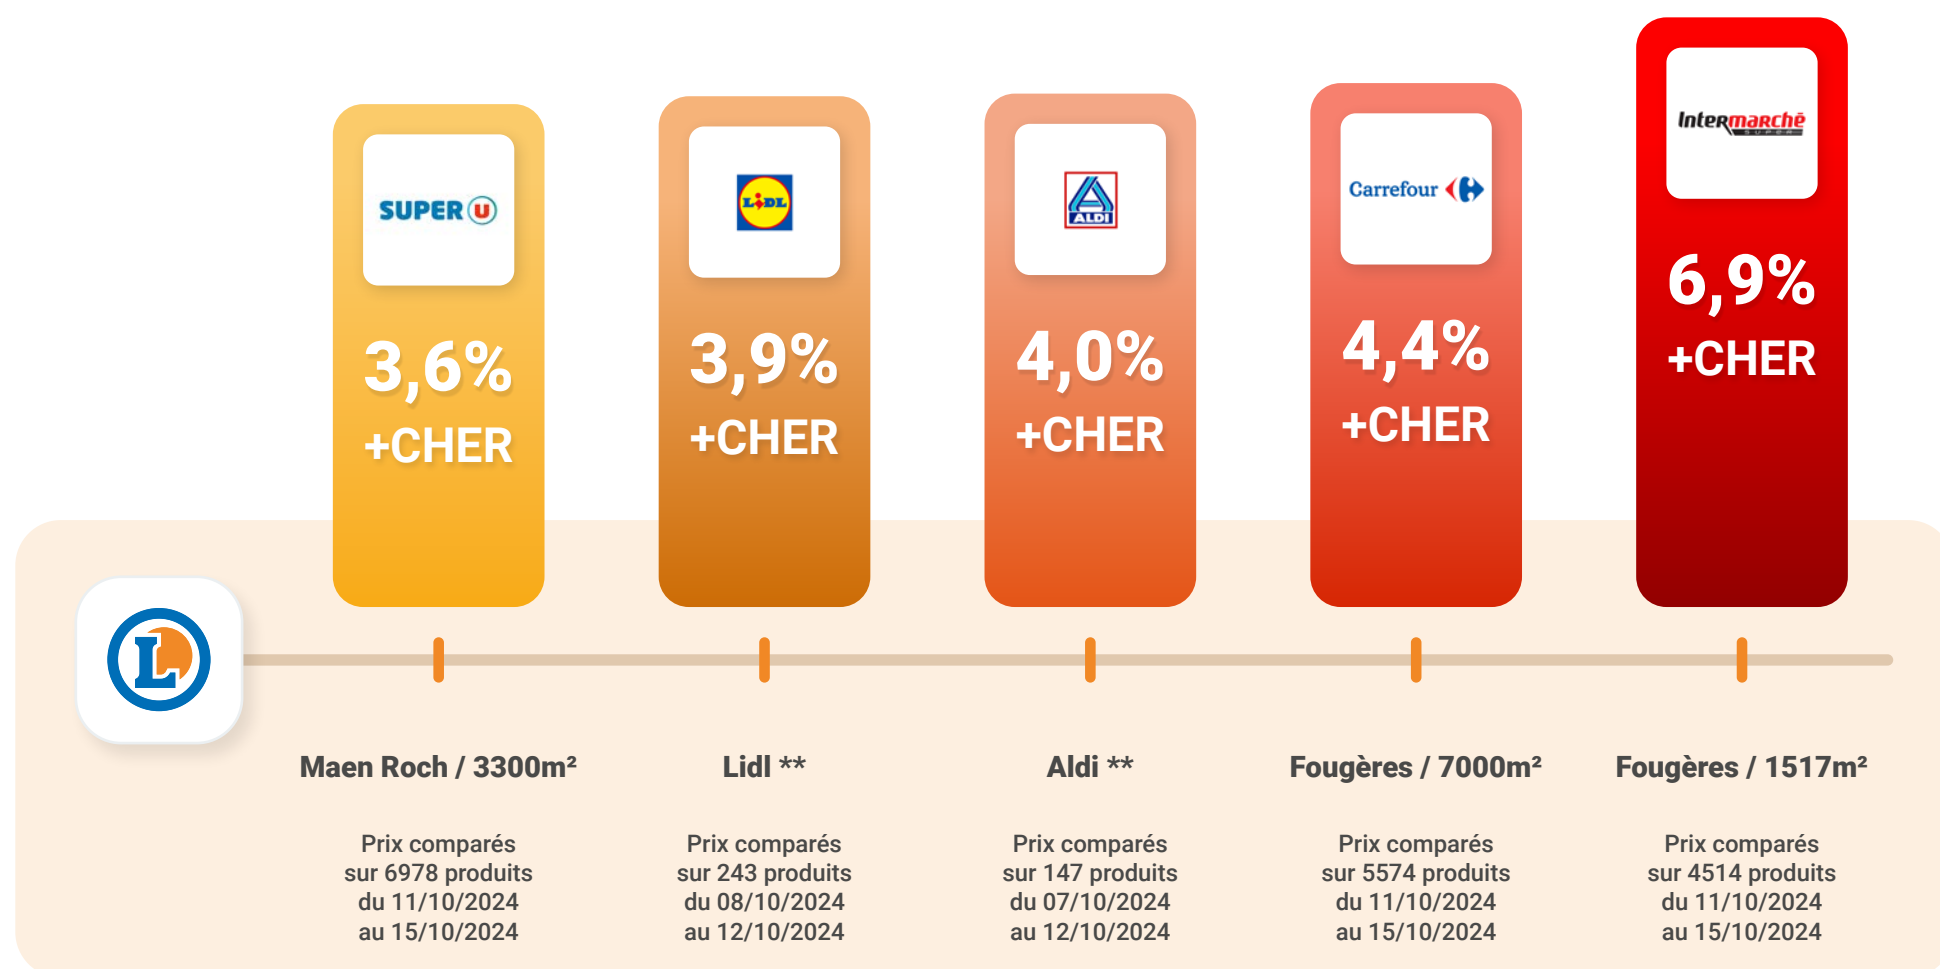 SUPER U
3,6%
+CHER
LIDL
3,9%
+CHER
ALDI
4,0%
+CHER
Carrefour
4,4%
+CHER
Intermarchē
SUPER
6,9%
+CHER
L
Maen Roch / 3300m²
Prix comparés
sur 6978 produits
du 11/10/2024
au 15/10/2024
Lidl **
Prix comparés
sur 243 produits
du 08/10/2024
au 12/10/2024
Aldi **
Prix comparés
sur 147 produits
du 07/10/2024
au 12/10/2024
Fougères / 7000m²
Prix comparés
sur 5574 produits
du 11/10/2024
au 15/10/2024
Fougères / 1517m²
Prix comparés
sur 4514 produits
du 11/10/2024
au 15/10/2024